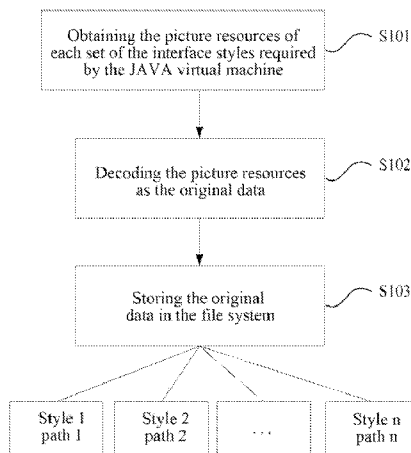 Obtaining the picture resources of
each set of the interface styles required
by the JAVA virtual machine
S101
Decoding the picture resources
as the original data
S102
Storing the original
data in the file system
S103
Style 1
path 1
Style 2
path 2
...
Style n
path n